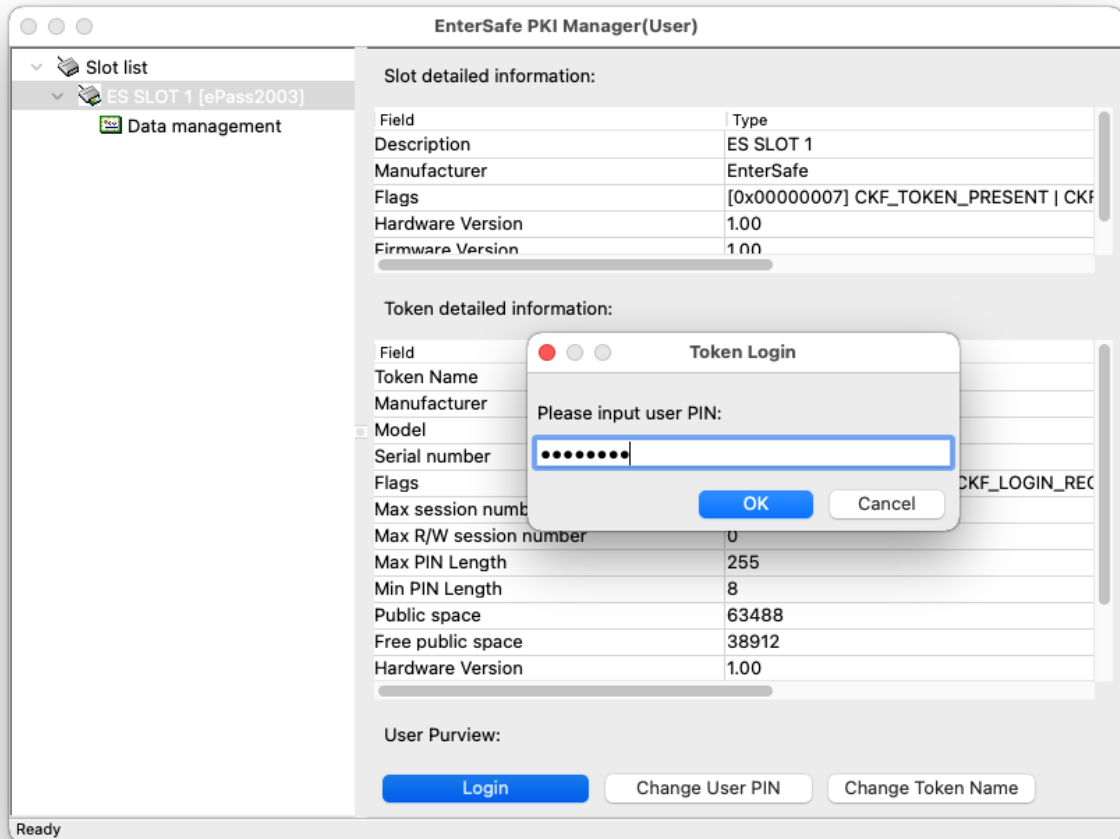 EnterSafe PKI Manager(User)
Slot list
ES SLOT 1 [ePass2003]
Data management
Slot detailed information:
Field Type
Description ES SLOT 1
Manufacturer EnterSafe
Flags [0x00000007] CKF_TOKEN_PRESENT | CKF
Hardware Version 1.00
Firmware Version 1.00
Token detailed information:
Field
Token Name
Manufacturer
Model
Serial number
Flags CKF_LOGIN_REQ
Max session numb
Max R/W session number 0
Max PIN Length 255
Min PIN Length 8
Public space 63488
Free public space 38912
Hardware Version 1.00
Token Login
Please input user PIN:
••••••••
OK Cancel
User Purview:
Login Change User PIN Change Token Name
Ready